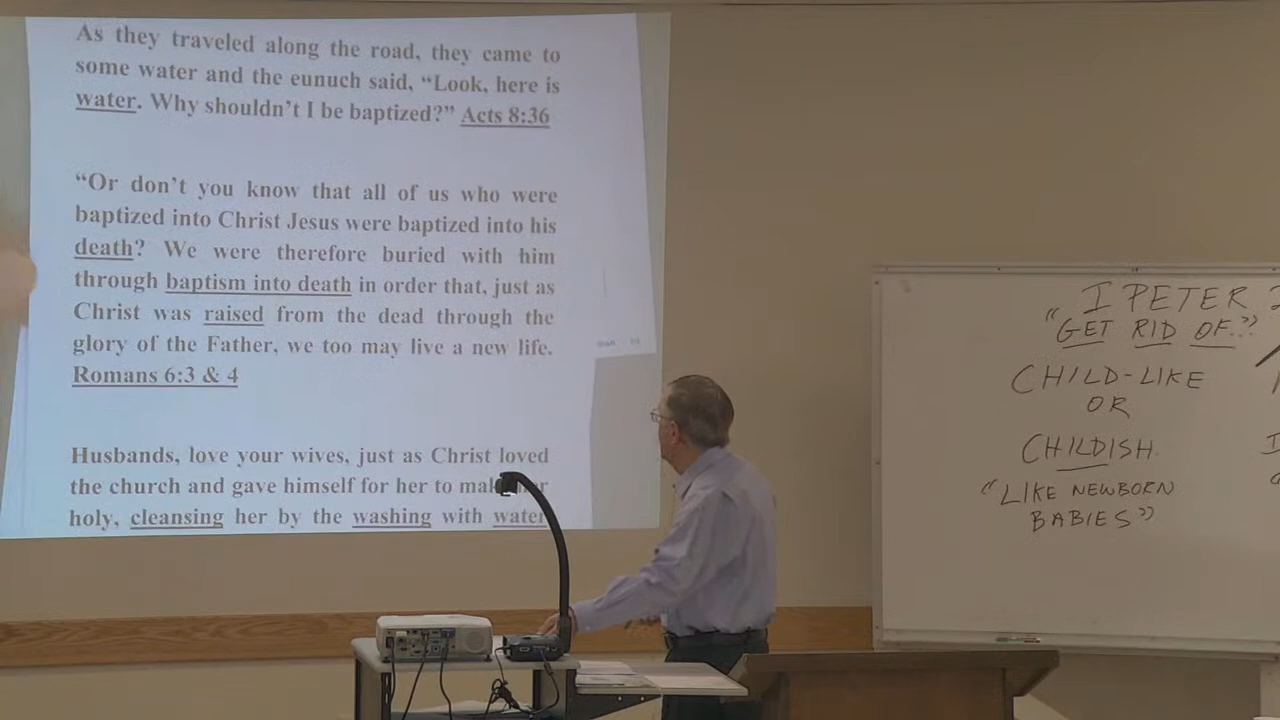 As they traveled along the road, they came to
some water and the eunuch said, “Look, here is
water. Why shouldn’t I be baptized?” Acts 8:36
“Or don’t you know that all of us who were
baptized into Christ Jesus were baptized into his
death? We were therefore buried with him
through baptism into death in order that, just as
Christ was raised from the dead through the
glory of the Father, we too may live a new life.
Romans 6:3 & 4
Husbands, love your wives, just as Christ loved
the church and gave himself for her to
holy, cleansing her by the washing with water
I PETER
“GET RID OF..”
CHILD-LIKE
OR
CHILDISH
“LIKE NEWBORN
BABIES”